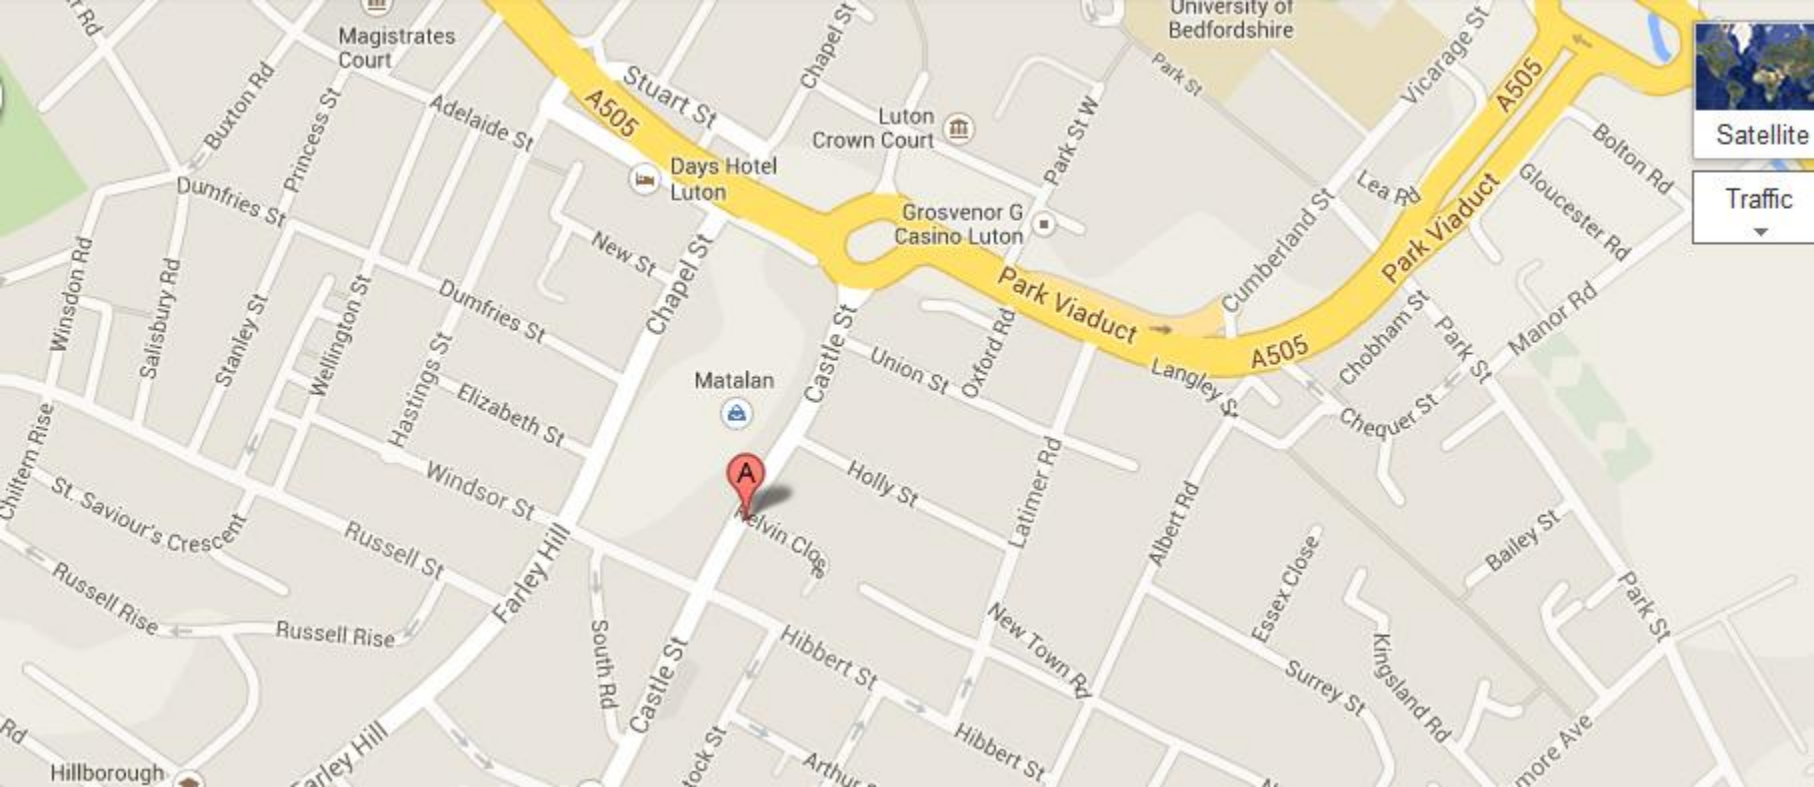 University of
Bedfordshire
Magistrates
Court
Chapel St
Vicarage St
Park St
A505
Stuart St
A505
Buxton Rd
Princess St
Adelaide St
Luton
Crown Court
Park St W
Satellite
Bolton Rd
Days Hotel
Luton
Dumfries St
Lea Rd
Gloucester Rd
Traffic
Grosvenor G
Casino Luton
Cumberland St
Park Viaduct
New St
Chapel St
Winsdon Rd
Salisbury Rd
Stanley St
Wellington St
Dumfries St
Park Viaduct
Manor Rd
Chobham St
Park St
Hastings St
Castle St
Union St
Oxford Rd
A505
Langley St
Matalan
Elizabeth St
Chequer St
Chiltern Rise
A
Windsor St
Holly St
Latimer Rd
Albert Rd
St. Saviour's Crescent
Russell St
Kelvin Close
Bailey St
Essex Close
Farley Hill
Russell Rise
Russell Rise
South Rd
Park St
New Town Rd
Hibbert St
Castle St
Surrey St
Kingsland Rd
Hibbert St
Rd
Farley Hill
tock St
Arthur S
more Ave
Hillborough